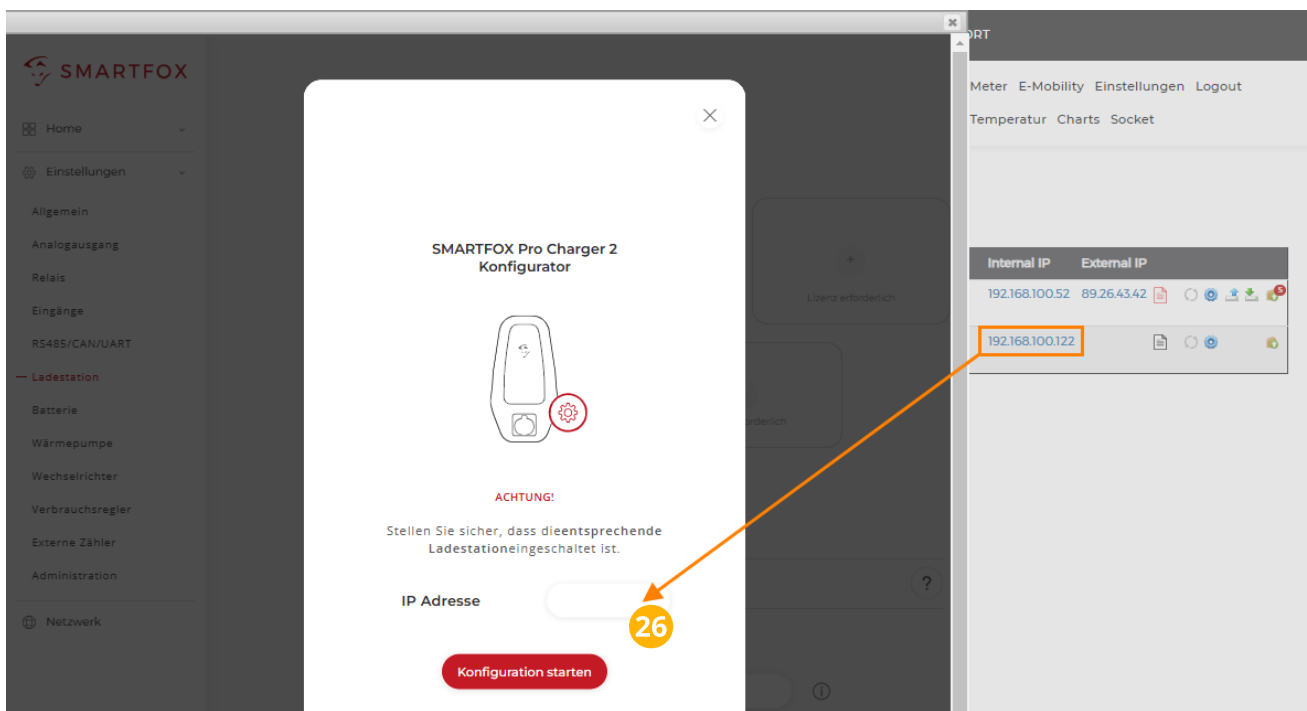 ORT
SMARTFOX
Home
Einstellungen
Allgemein
Analogausgang
Relais
Eingänge
RS485/CAN/UART
Ladestation
Batterie
Wärmepumpe
Wechselrichter
Verbrauchsregler
Externe Zähler
Administration
Netzwerk
SMARTFOX Pro Charger 2
Konfigurator
ACHTUNG!
Stellen Sie sicher, dass dieentsprechende
Ladestationeingeschaltet ist.
IP Adresse
26
Konfiguration starten
Lizenz erforderlich
orderlich
?
Meter E-Mobility Einstellungen Logout
Temperatur Charts Socket
Internal IP External IP
192.168.100.52 89.26.43.42 5
192.168.100.122